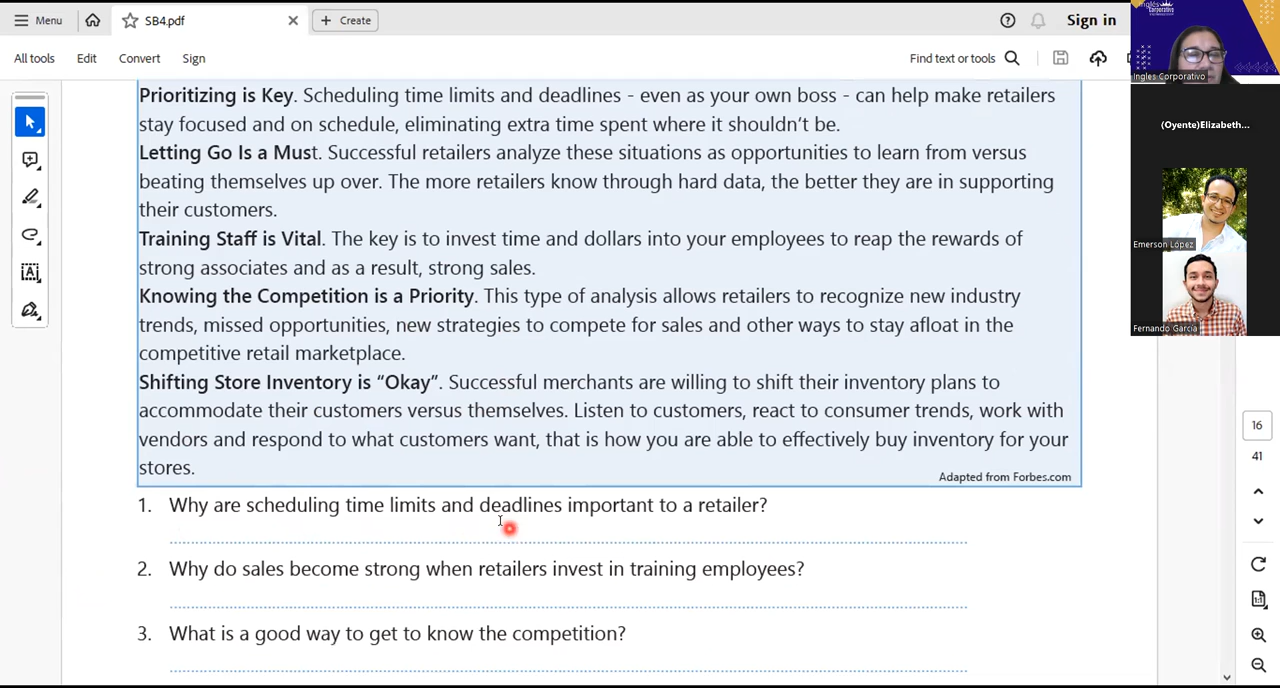 Menu
SB4.pdf
Create
Sign in
All tools
Edit
Convert
Sign
Find text or tools
Inglés
Corporativo
Ingles Corporativo
(Oyente)Elizabeth...
Emerson López
Fernando García
Prioritizing is Key. Scheduling time limits and deadlines - even as your own boss - can help make retailers
stay focused and on schedule, eliminating extra time spent where it shouldn't be.
Letting Go Is a Must. Successful retailers analyze these situations as opportunities to learn from versus
beating themselves up over. The more retailers know through hard data, the better they are in supporting
their customers.
Training Staff is Vital. The key is to invest time and dollars into your employees to reap the rewards of
strong associates and as a result, strong sales.
Knowing the Competition is a Priority. This type of analysis allows retailers to recognize new industry
trends, missed opportunities, new strategies to compete for sales and other ways to stay afloat in the
competitive retail marketplace.
Shifting Store Inventory is “Okay”. Successful merchants are willing to shift their inventory plans to
accommodate their customers versus themselves. Listen to customers, react to consumer trends, work with
vendors and respond to what customers want, that is how you are able to effectively buy inventory for your
stores.
Adapted from Forbes.com
1. Why are scheduling time limits and deadlines important to a retailer?
2. Why do sales become strong when retailers invest in training employees?
3. What is a good way to get to know the competition?
16
41